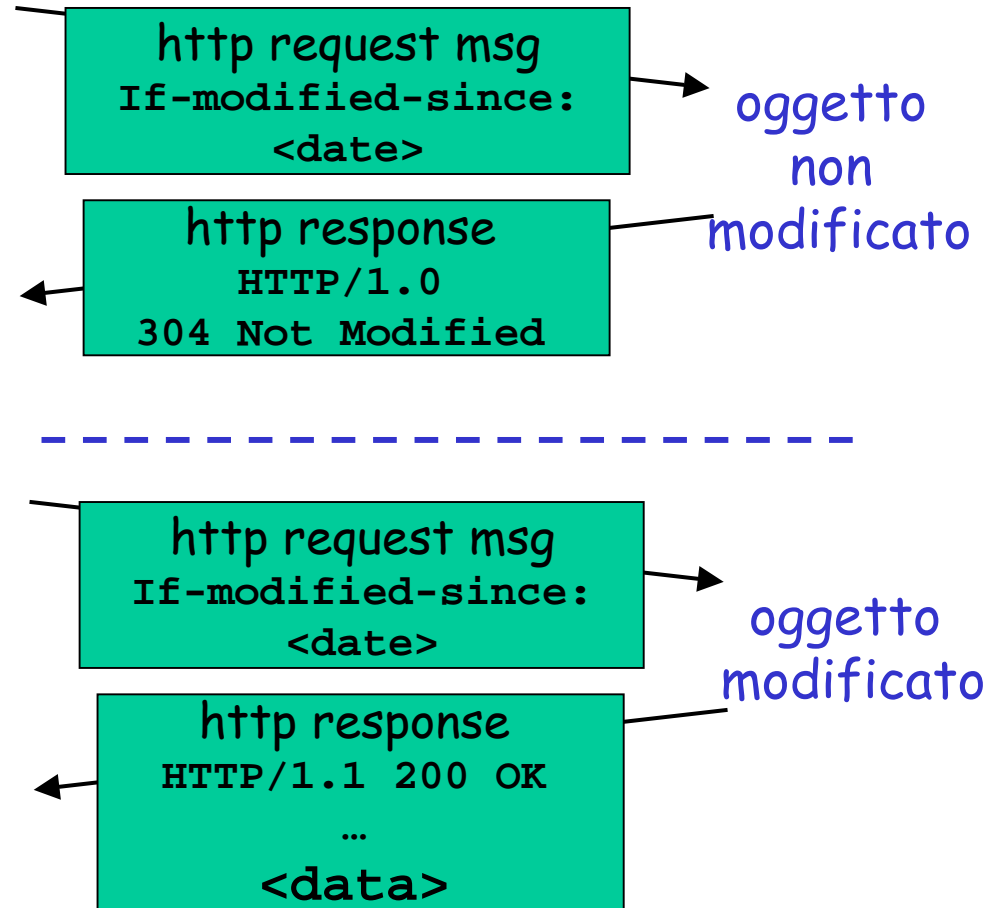 http request msg
If-modified-since:
<date>
oggetto
non
modificato
http response
HTTP/1.0
304 Not Modified
http request msg
If-modified-since:
<date>
oggetto
modificato
http response
HTTP/1.1 200 OK
…
<data>